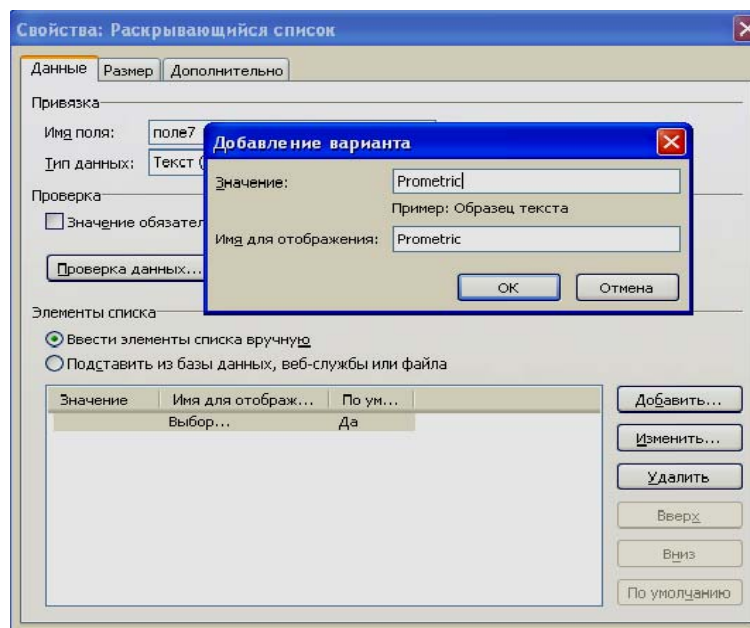 Свойства: Раскрывающийся список
Данные Размер Дополнительно
Привязка
Имя поля: поле7
Тип данных: Текст (
Проверка
Значение обязател
Проверка данных...
Добавление варианта
Значение: Prometric
Пример: Образец текста
Имя для отображения: Prometric
ОК Отмена
Элементы списка
Ввести элементы списка вручную
Подставить из базы данных, веб-службы или файла
Значение Имя для отображ... По ум...
Выбор... Да
Добавить...
Изменить...
Удалить
Вверх
Вниз
По умолчанию